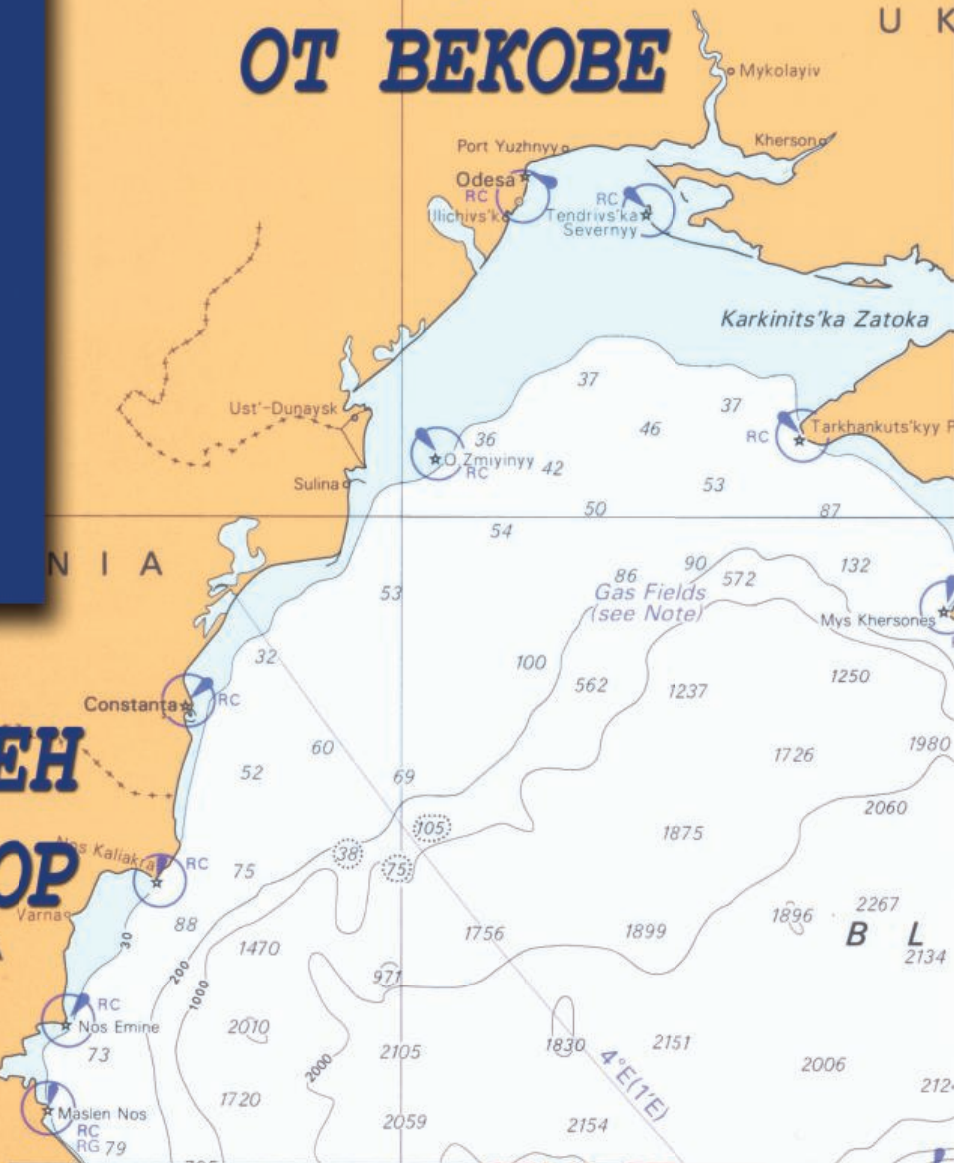 U K
ОТ ВЕКОВЕ
Mykolayiv
Port Yuzhnyy
Kherson
Odesa
RC
RC
Illichivs'k
Tendrivs'ka
Severnyy
Karkinits'ka Zatoka
37
37
Ust'-Dunaysk
46
Tarkhankuts'kyy
RC
36
O.Zmiyinyy
RC
42
Sulina
53
50
87
54
NIA
90
132
86
572
Gas Fields
(see Note)
53
Mys Khersones
32
100
562
1237
1250
RC
Constanta
60
1726
1980
ЕН
52
69
2060
105
1875
38
Nos Kaliakra
RC
75
75
ОР
Varna
88
1896
2267
30
1756
1899
B L
1470
2134
200
971
1000
RC
Nos Emine
2010
1830
2151
73
2105
2006
2000
4°E(1'E)
1720
Maslen Nos
2059
2154
RC
RG 79